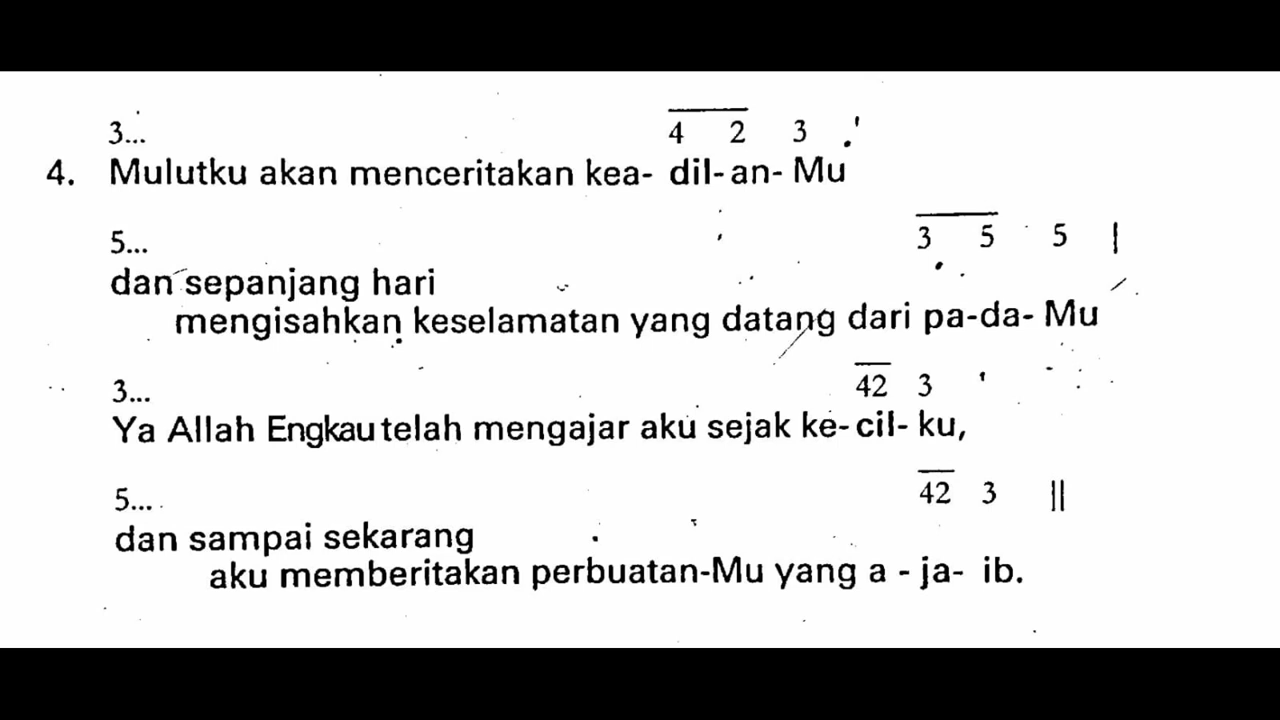 3... 4 2 3 . '
4. Mulutku akan menceritakan kea- dil-an- Mu
5... 3 5 5 |
dan sepanjang hari
mengisahkan keselamatan yang datang dari pa-da- Mu
3... 42 3 '
Ya Allah Engkau telah mengajar aku sejak ke-cil- ku,
5... 42 3 ||
dan sampai sekarang
aku memberitakan perbuatan-Mu yang a - ja- ib.